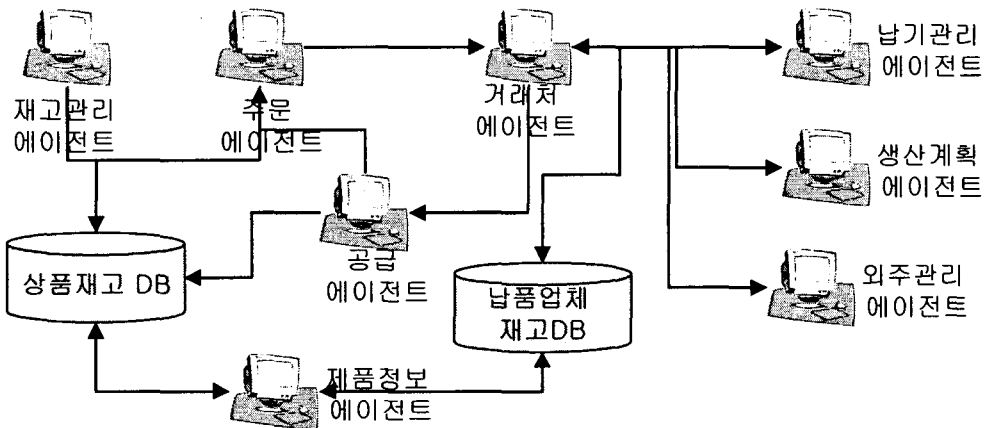 재고관리
에이전트
주문
에이전트
거래처
에이전트
납기관리
에이전트
생산계획
에이전트
외주관리
에이전트
공급
에이전트
상품재고 DB
납품업체
재고DB
제품정보
에이전트